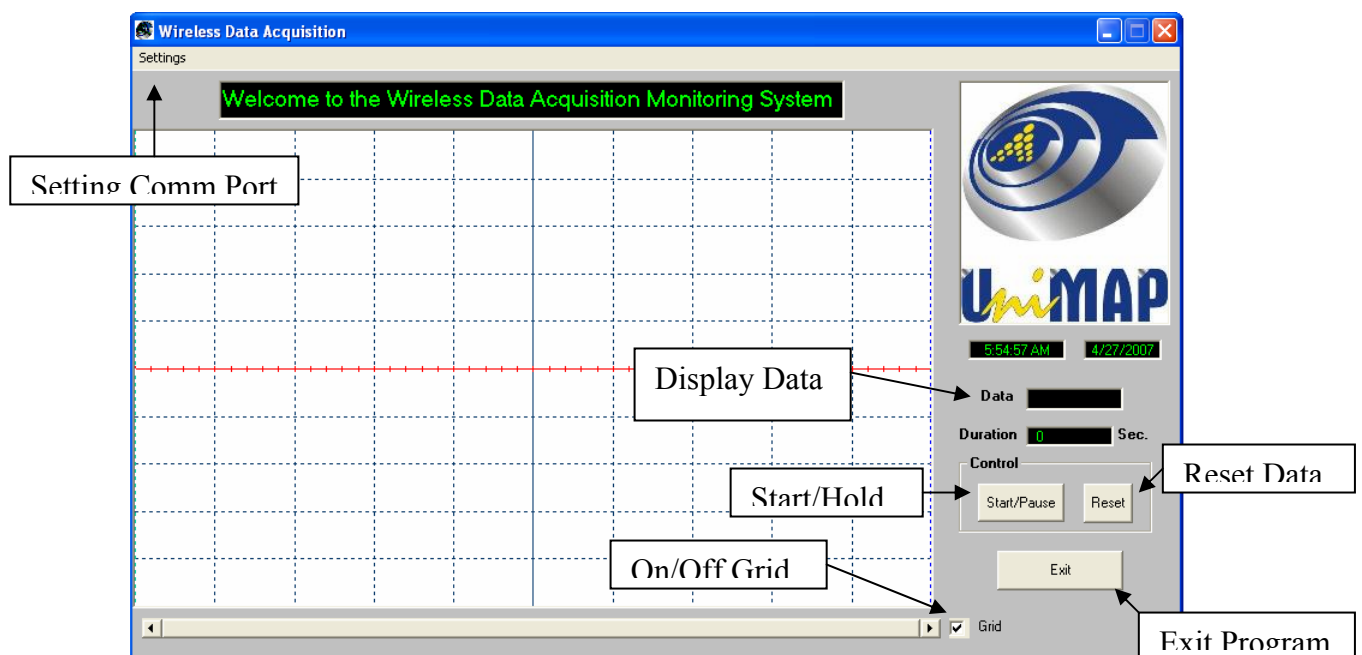 Wireless Data Acquisition
Settings
Welcome to the Wireless Data Acquisition Monitoring System
Setting Comm Port
UniMAP
5:54:57 AM 4/27/2007
Display Data
Data
Duration 0 Sec.
Control
Reset Data
Start/Hold
Start/Pause Reset
On/Off Grid
Exit
Grid
Exit Program